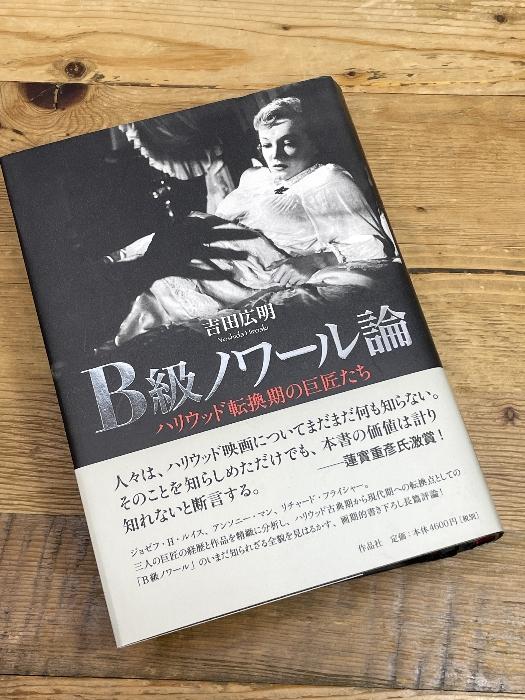 吉田広明
Yoshida Hiroaki
B級ノワール論
ハリウッド転換期の巨匠たち
人々は、ハリウッド映画についてまだまだ何も知らない。
そのことを知らしめただけでも、本書の価値は計り
知れないと断言する。
──蓮實重彦氏激賞！
ジョゼフ・H・ルイス、アンソニー・マン、リチャード・フライシャー。
三人の巨匠の経歴と作品を精緻に分析し、ハリウッド古典期から現代期への転換点としての
「B級ノワール」のいまだ知られざる全貌を見はるかす、画期的書き下ろし長篇評論！
作品社 定価：本体4600円［税別］